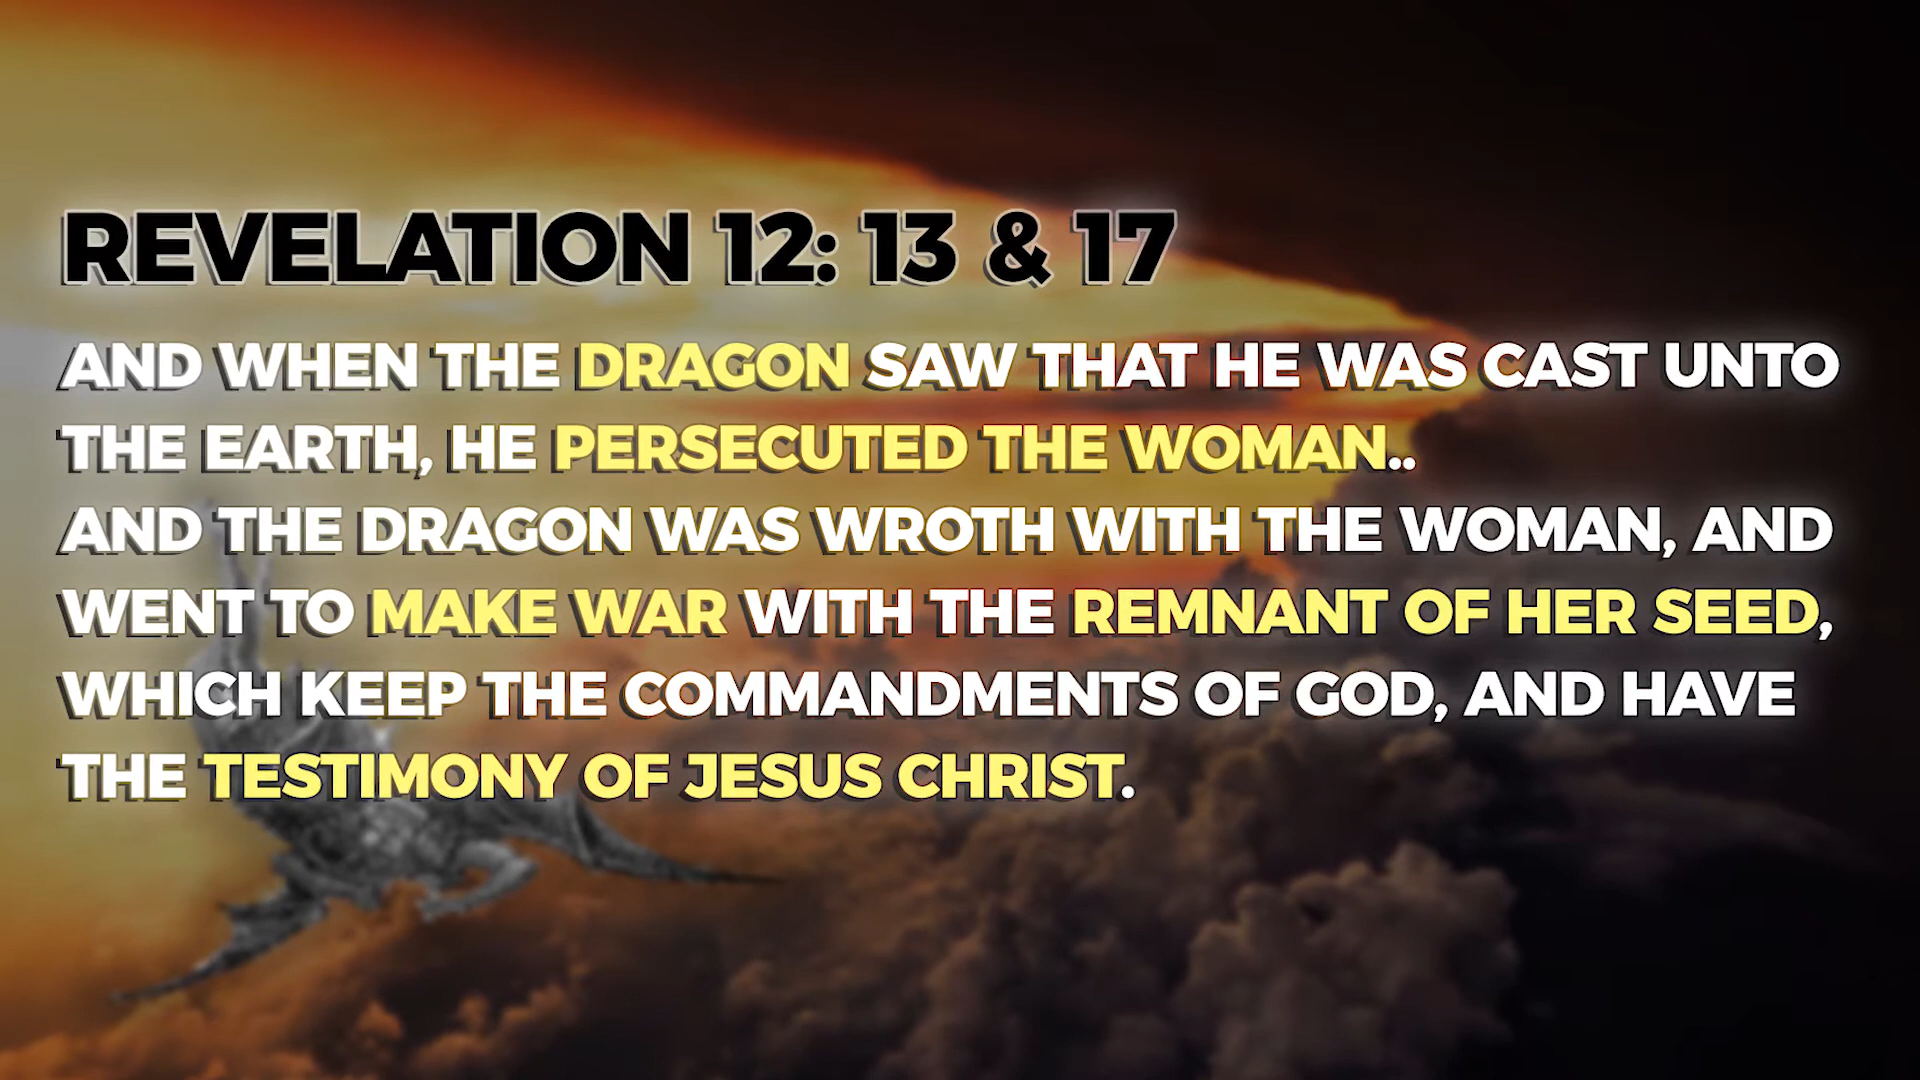 REVELATION 12: 13 & 17
AND WHEN THE DRAGON SAW THAT HE WAS CAST UNTO
THE EARTH, HE PERSECUTED THE WOMAN..
AND THE DRAGON WAS WROTH WITH THE WOMAN, AND
WENT TO MAKE WAR WITH THE REMNANT OF HER SEED,
WHICH KEEP THE COMMANDMENTS OF GOD, AND HAVE
THE TESTIMONY OF JESUS CHRIST.